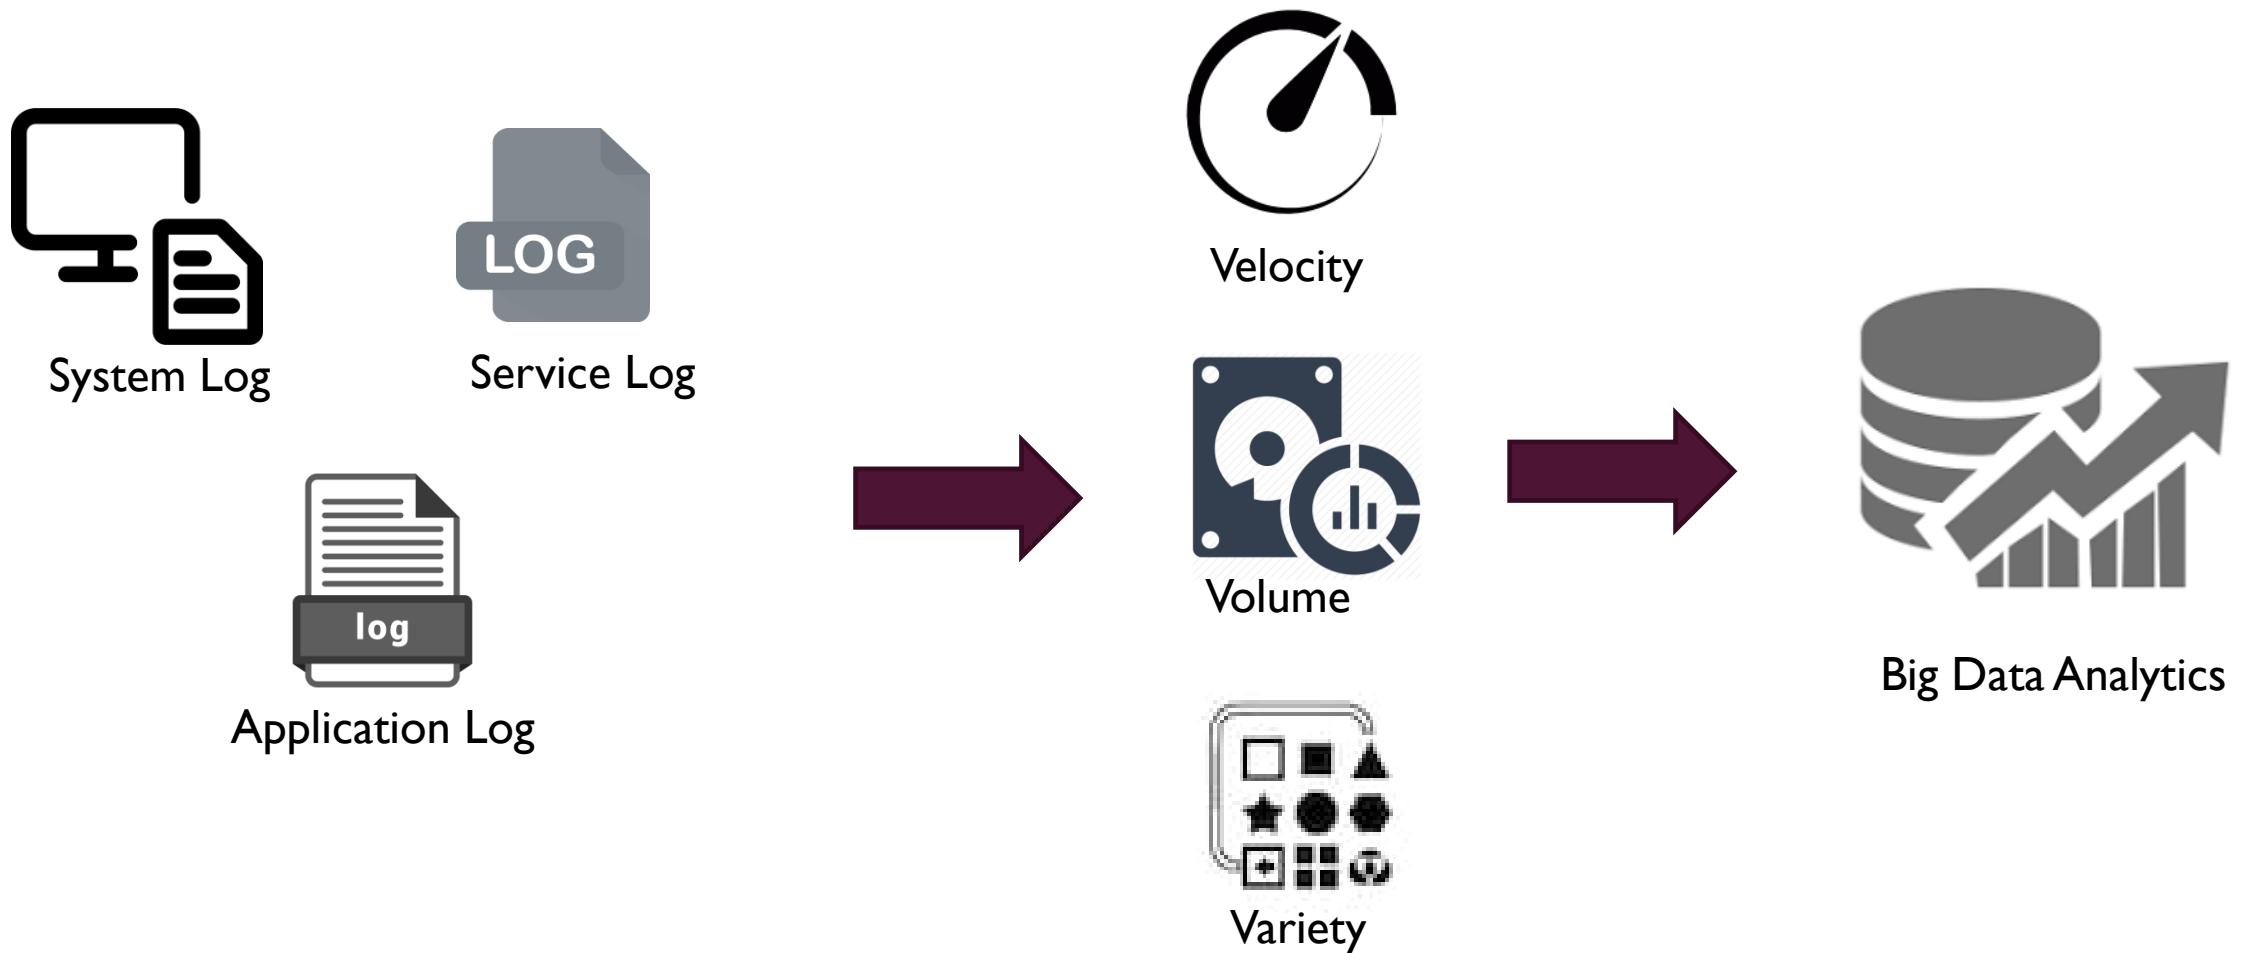 System Log
LOG
Service Log
log
Application Log
Velocity
Volume
Variety
Big Data Analytics